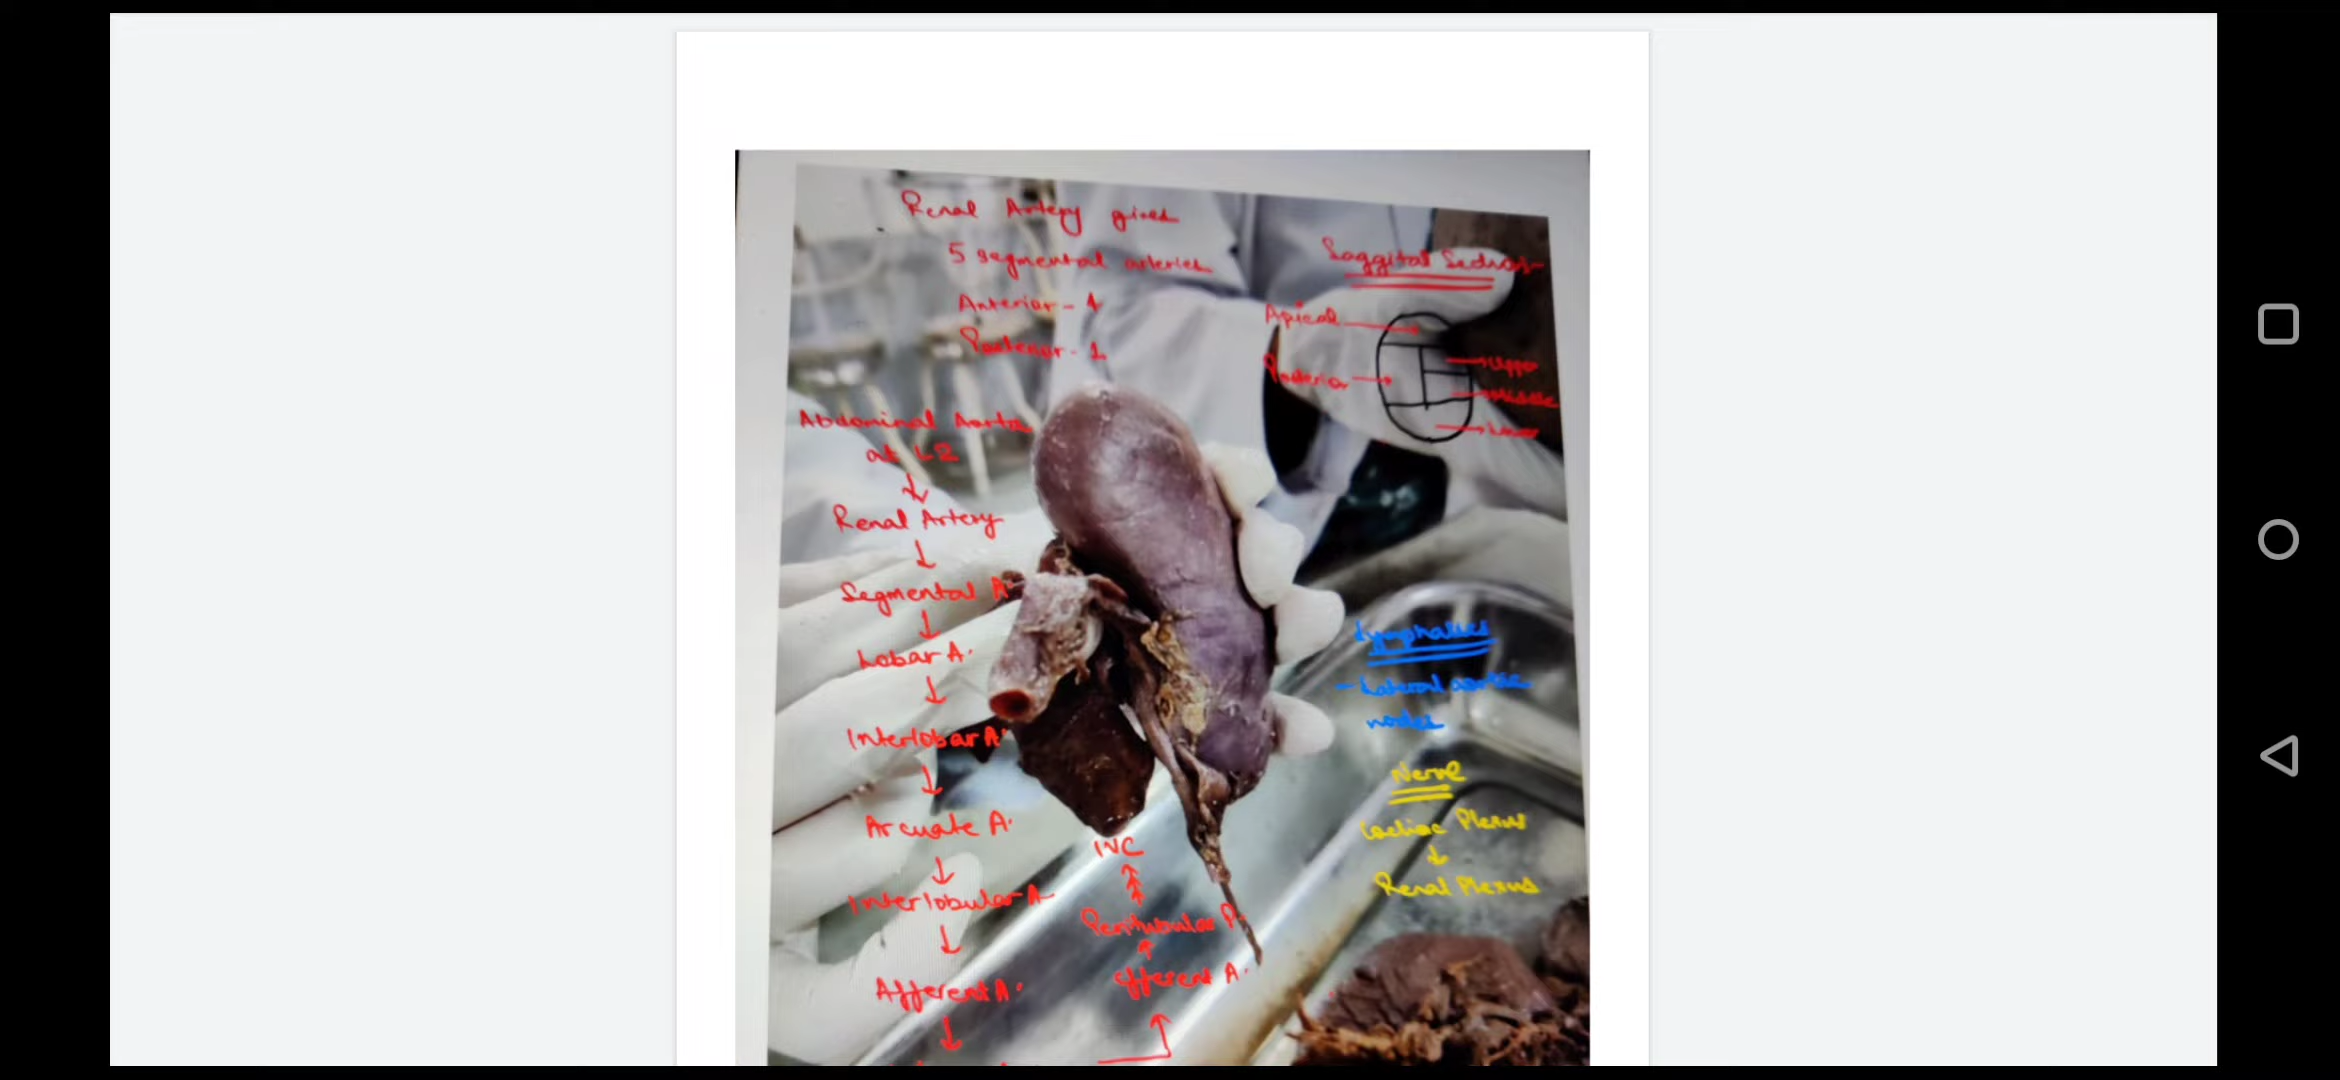 Renal Artery gives
5 segmental arteries
Anterior - 4
Posterior - 1
Saggital Section
Apical
Posterior
Upper
Middle
Lower
Abdominal Aorta
at L2
↓
Renal Artery
↓
Segmental A.
↓
Lobar A.
↓
Interlobar A.
↓
Arcuate A.
↓
Interlobular A.
↓
Afferent A.
↓
Efferent A.
↑
Peritubular P.
↑
IVC
Lymphatics
- Lateral aortic
nodes
Nerve
Coeliac Plexus
↓
Renal Plexus